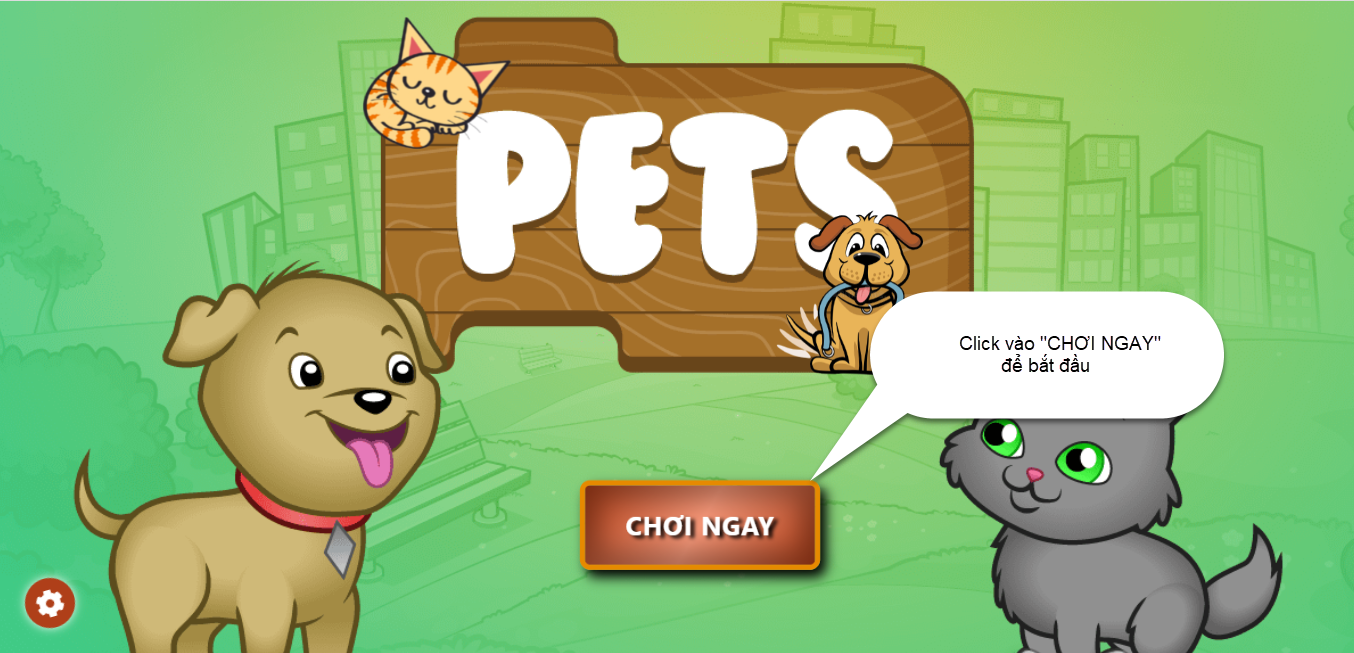 PETS
Click vào "CHƠI NGAY"
để bắt đầu
CHƠI NGAY